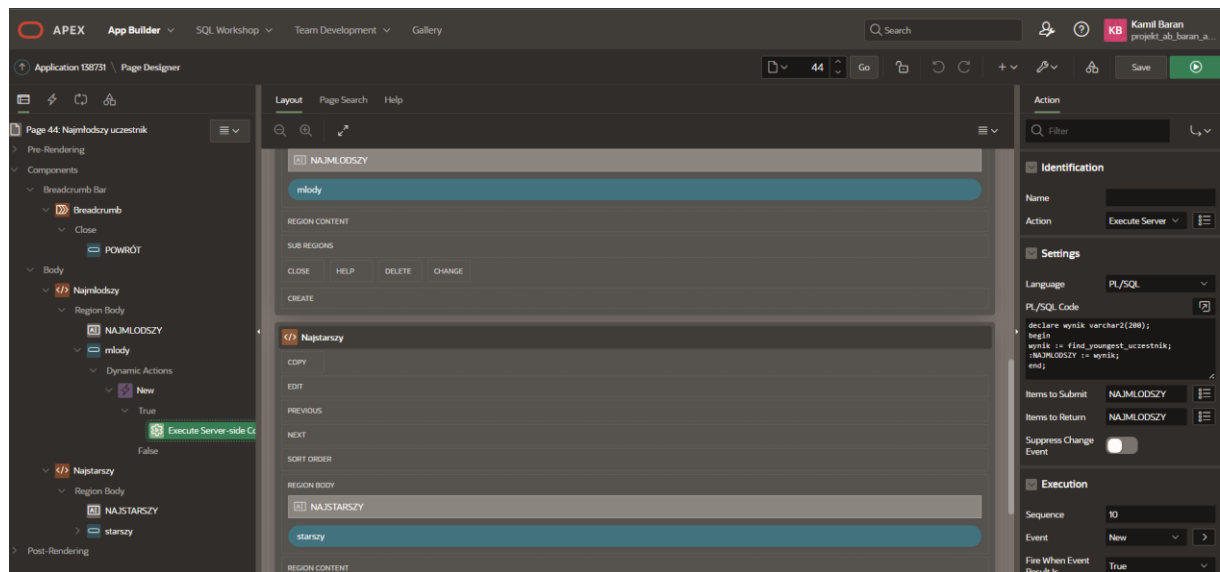 APEX App Builder SQL Workshop Team Development Gallery Search KB Kamil Baran
projekt_ab_baran_a...
Application 138731 \ Page Designer 44 Go Save
Layout Page Search Help Action
Page 44: Najmłodszy uczestnik
Filter
Pre-Rendering
Components
Breadcrumb Bar
Breadcrumb
Close
POWRÓT
Body
Najmlodszy
Region Body
NAJMLODSZY
mlody
Dynamic Actions
New
True
Execute Server-side Co
False
Najstarszy
Region Body
NAJSTARSZY
starszy
Post-Rendering
NAJMLODSZY
mlody
REGION CONTENT
SUB REGIONS
CLOSE HELP DELETE CHANGE
CREATE
Najstarszy
COPY
EDIT
PREVIOUS
NEXT
SORT ORDER
REGION BODY
NAJSTARSZY
starszy
REGION CONTENT
Identification
Name
Action Execute Server
Settings
Language PL/SQL
PL/SQL Code
declare wynik varchar2(200);
begin
wynik := find_youngest_uczestnik;
:NAJMLODSZY := wynik;
end;
Items to Submit NAJMLODSZY
Items to Return NAJMLODSZY
Suppress Change
Event
Execution
Sequence 10
Event New
Fire When Event
Result Is True